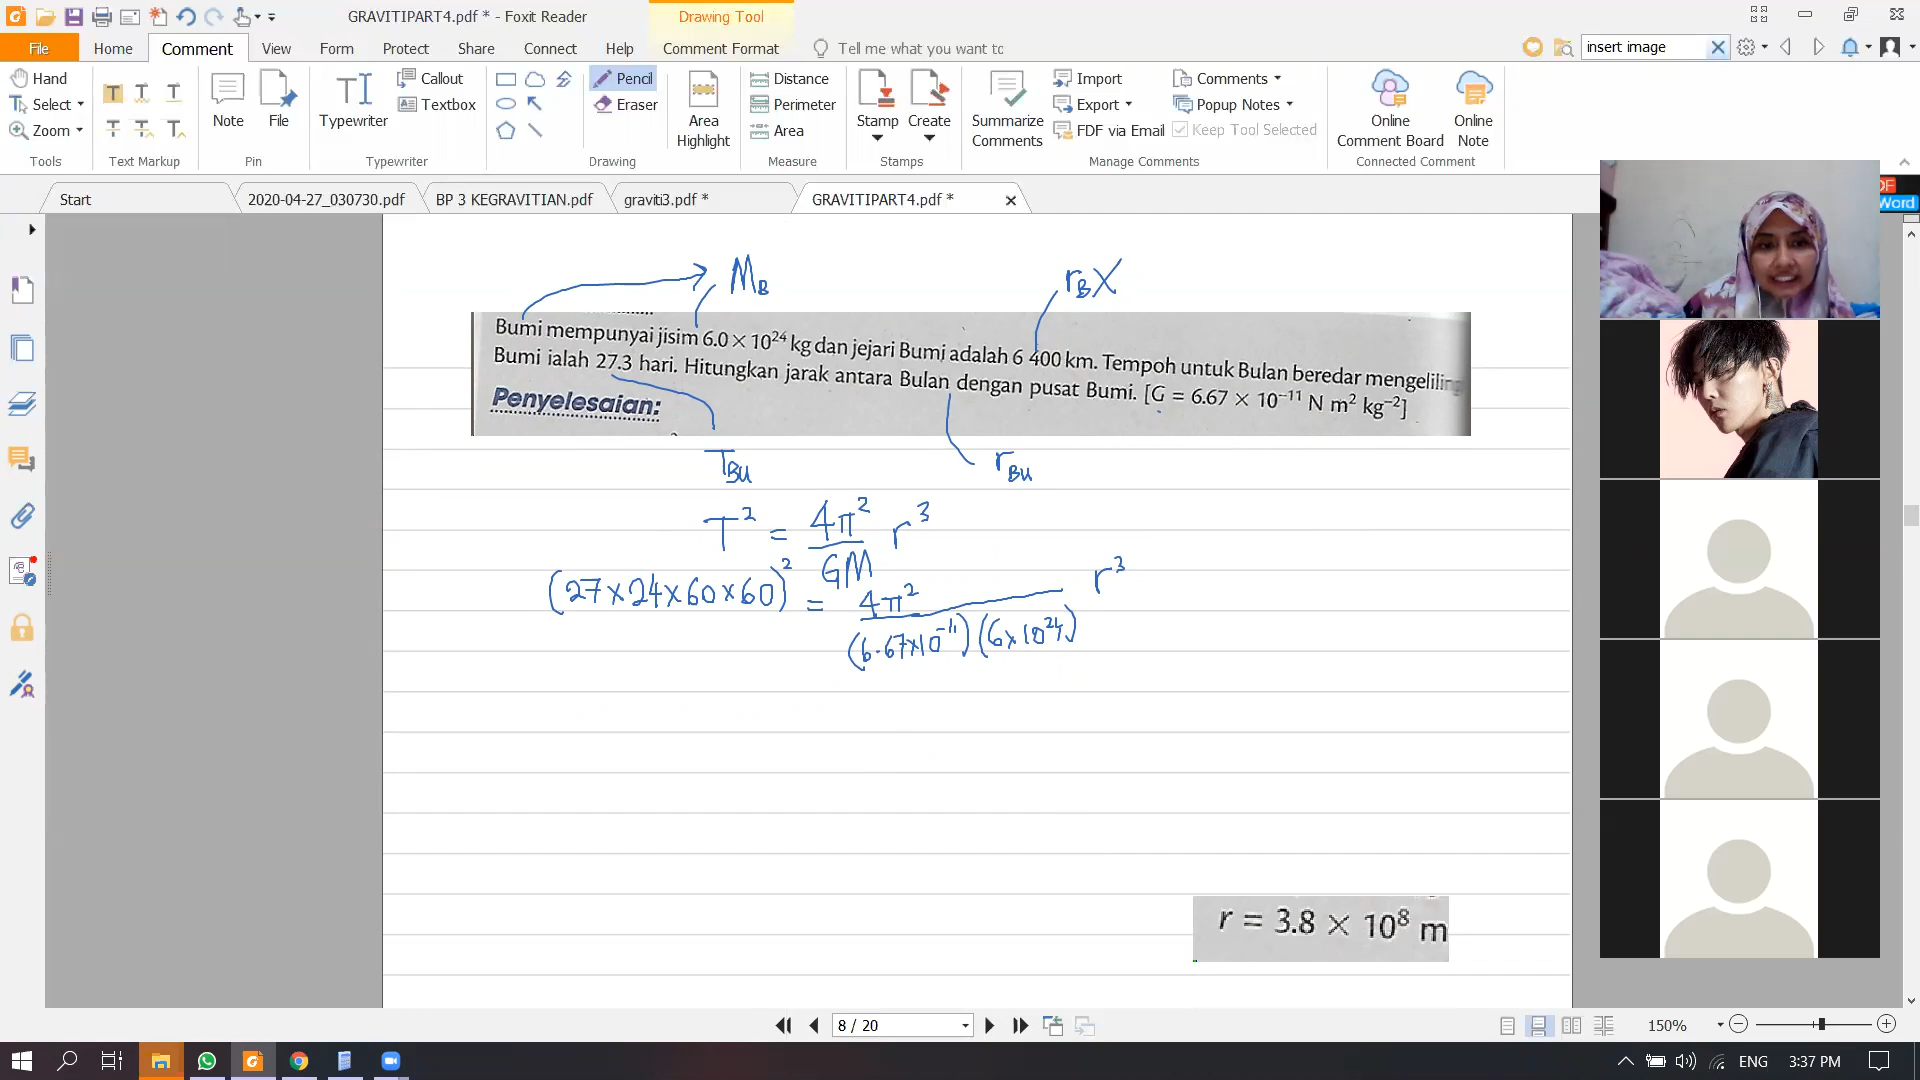 GRAVITIPART4.pdf * - Foxit Reader
Drawing Tool
File Home Comment View Form Protect Share Connect Help Comment Format Tell me what you want to insert image
Hand
Select
Zoom
Tools
Text Markup
Note
File
Pin
Typewriter
Typewriter
Callout
Textbox
Pencil
Eraser
Drawing
Area Highlight
Distance
Perimeter
Area
Measure
Stamp
Create
Stamps
Summarize Comments
Import
Export
FDF via Email
Comments
Popup Notes
Keep Tool Selected
Manage Comments
Online Comment Board
Online Note
Connected Comment
Start 2020-04-27_030730.pdf BP 3 KEGRAVITIAN.pdf graviti3.pdf * GRAVITIPART4.pdf *
Word
M_B r_B X
Bumi mempunyai jisim 6.0 × 10²⁴ kg dan jejari Bumi adalah 6 400 km. Tempoh untuk Bulan beredar mengeliling
Bumi ialah 27.3 hari. Hitungkan jarak antara Bulan dengan pusat Bumi. [G = 6.67 × 10⁻¹¹ N m² kg⁻²]
Penyelesaian:
T_Bu r_Bu
T² = 4π²/GM r³
(27×24×60×60)² = 4π²/(6.67×10⁻¹¹)(6×10²⁴) r³
r = 3.8 × 10⁸ m
8 / 20
150%
ENG 3:37 PM